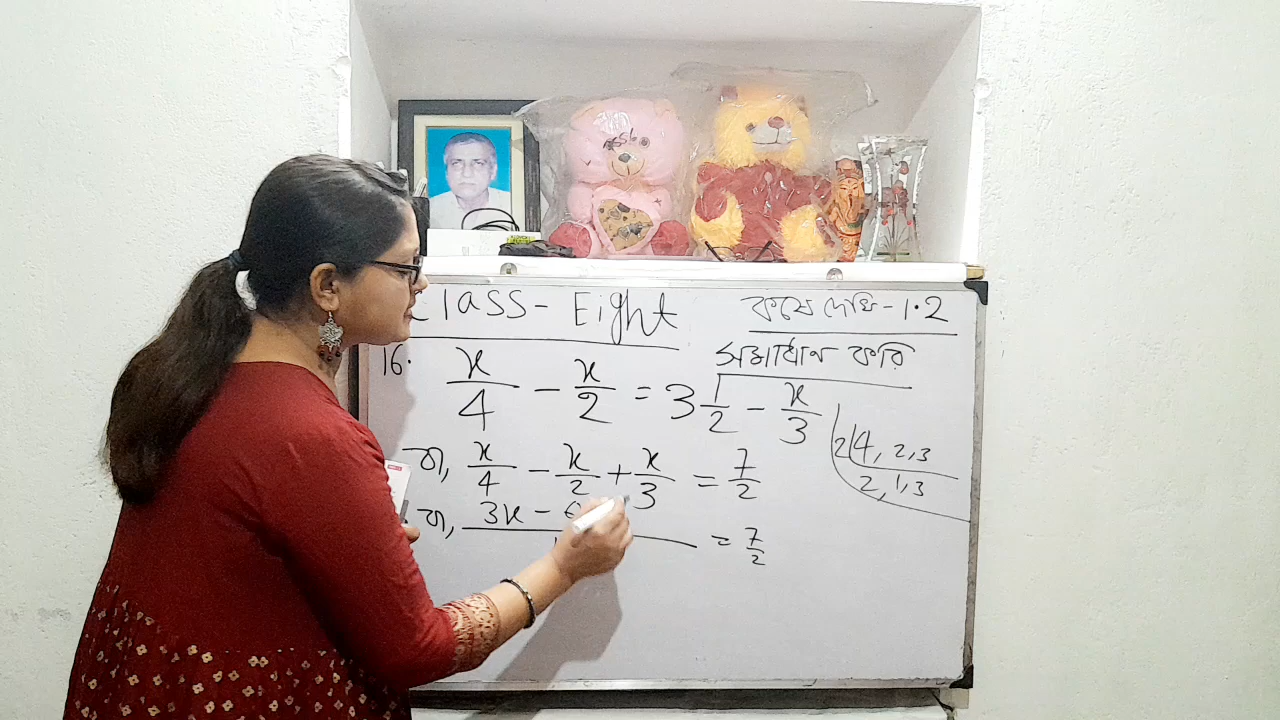 Class - Eight
কষে দেখি - 1.2
সমাধান করি
16. x/4 - x/2 = 3 1/2 - x/3
2 | 4, 2, 3
2, 1, 3
বা, x/4 - x/2 + x/3 = 7/2
বা, 3x - = 7/2